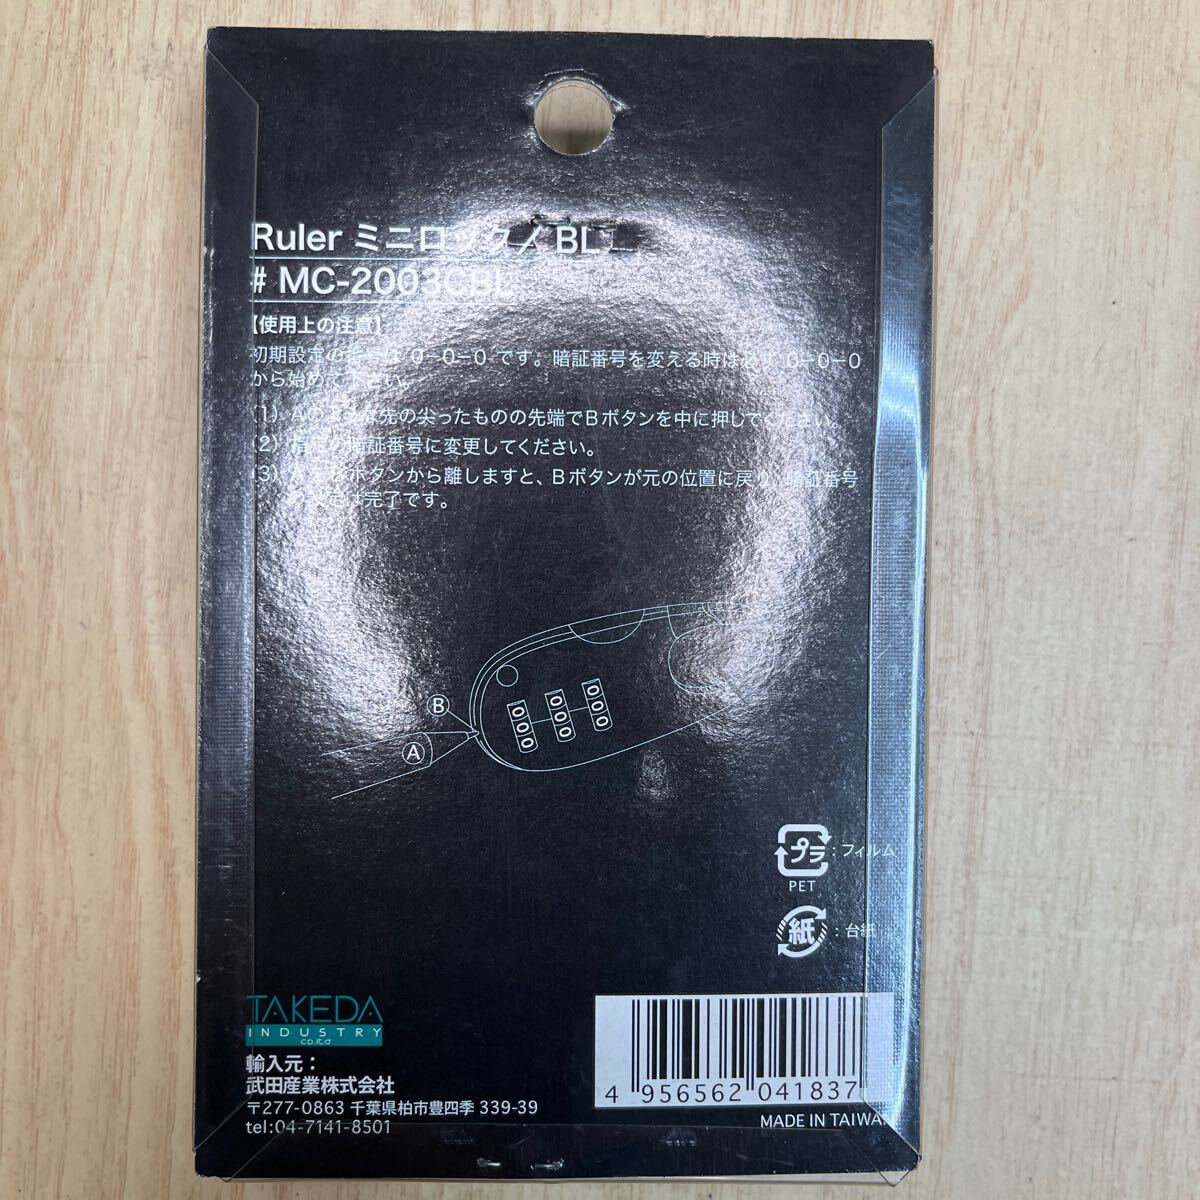 Ruler ミニロック / BL
# MC-2003CBL
【使用上の注意】
初期設定の番号は 0-0-0 です。暗証番号を変える時は必ず 0-0-0
から始めて下さい。
(1) Aのような先の尖ったものの先端でBボタンを中に押してください。
(2) 暗証番号に変更してください。
(3) A ボタンから離しますと、Bボタンが元の位置に戻り、暗証番号
は完了です。
B
A
0 0 0
0 0 0
0 0 0
プラ : フィルム
PET
紙 : 台紙
TAKEDA
INDUSTRY
co.ltd
輸入元：
武田産業株式会社
〒277-0863 千葉県柏市豊四季 339-39
tel:04-7141-8501
4 956562 041837
MADE IN TAIWAN